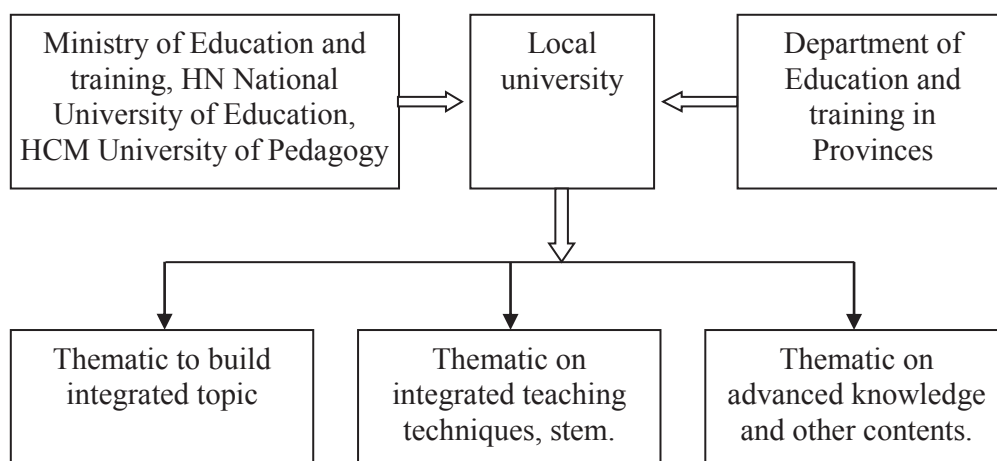 Ministry of Education and
training, HN National
University of Education,
HCM University of Pedagogy
Local
university
Department of
Education and
training in
Provinces
Thematic to build
integrated topic
Thematic on
integrated teaching
techniques, stem.
Thematic on
advanced knowledge
and other contents.